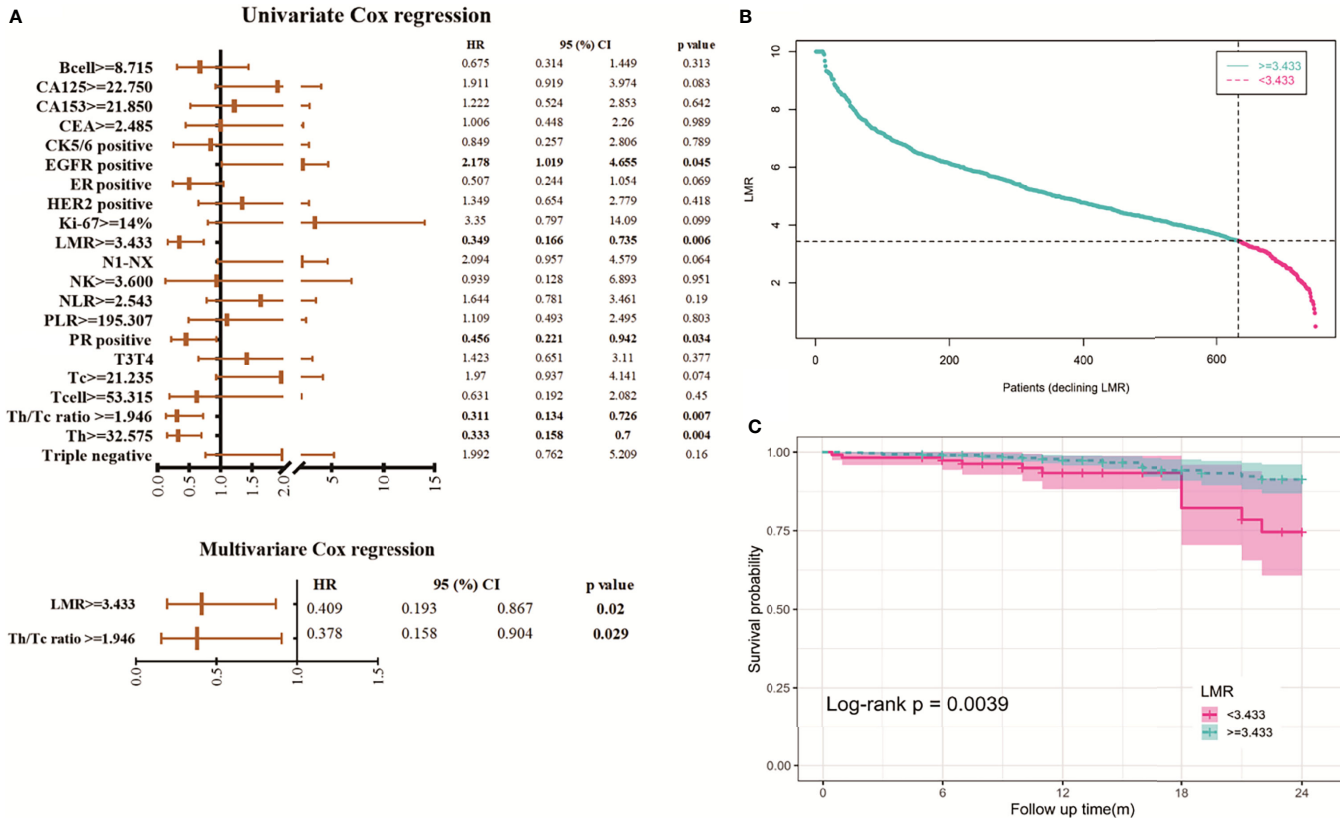 A
Univariate Cox regression
HR 95 (%) CI p value
Bcell>=8.715 0.675 0.314 1.449 0.313
CA125>=22.750 1.911 0.919 3.974 0.083
CA153>=21.850 1.222 0.524 2.853 0.642
CEA>=2.485 1.006 0.448 2.26 0.989
CK5/6 positive 0.849 0.257 2.806 0.789
EGFR positive 2.178 1.019 4.655 0.045
ER positive 0.507 0.244 1.054 0.069
HER2 positive 1.349 0.654 2.779 0.418
Ki-67>=14% 3.35 0.797 14.09 0.099
LMR>=3.433 0.349 0.166 0.735 0.006
N1-NX 2.094 0.957 4.579 0.064
NK>=3.600 0.939 0.128 6.893 0.951
NLR>=2.543 1.644 0.781 3.461 0.19
PLR>=195.307 1.109 0.493 2.495 0.803
PR positive 0.456 0.221 0.942 0.034
T3T4 1.423 0.651 3.11 0.377
Tc>=21.235 1.97 0.937 4.141 0.074
Tcell>=53.315 0.631 0.192 2.082 0.45
Th/Tc ratio >=1.946 0.311 0.134 0.726 0.007
Th>=32.575 0.333 0.158 0.7 0.004
Triple negative 1.992 0.762 5.209 0.16
0.0 0.5 1.0 1.5 2.0 5 10 15
Multivariare Cox regression
HR 95 (%) CI p value
LMR>=3.433 0.409 0.193 0.867 0.02
Th/Tc ratio >=1.946 0.378 0.158 0.904 0.029
0.0 0.5 1.0 1.5
B
>=3.433
<3.433
10
8
6
4
2
LMR
0 200 400 600
Patients (declining LMR)
C
1.00
0.75
0.50
0.25
0.00
Survival probability
Log-rank p = 0.0039
LMR
<3.433
>=3.433
0 6 12 18 24
Follow up time(m)